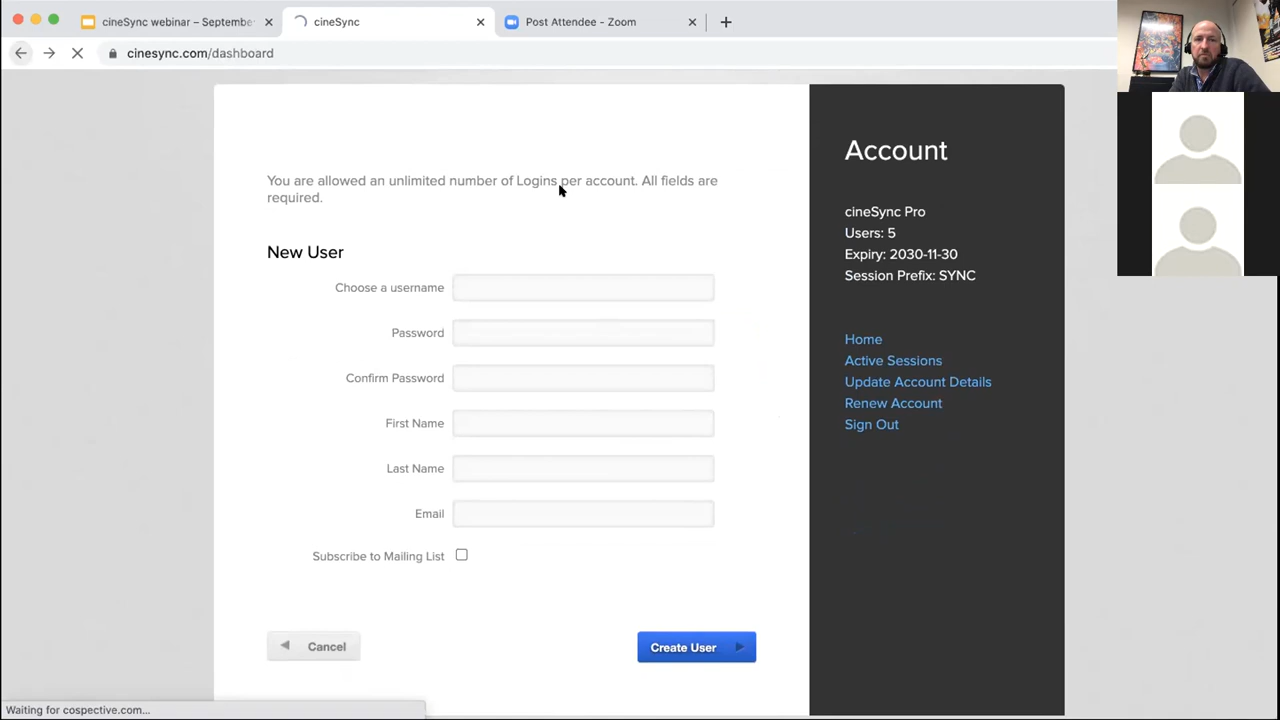 cineSync webinar – Septembe
cineSync
Post Attendee - Zoom
cinesync.com/dashboard
You are allowed an unlimited number of Logins per account. All fields are
required.
New User
Choose a username
Password
Confirm Password
First Name
Last Name
Email
Subscribe to Mailing List
Cancel
Create User
Account
cineSync Pro
Users: 5
Expiry: 2030-11-30
Session Prefix: SYNC
Home
Active Sessions
Update Account Details
Renew Account
Sign Out
Waiting for cospective.com...